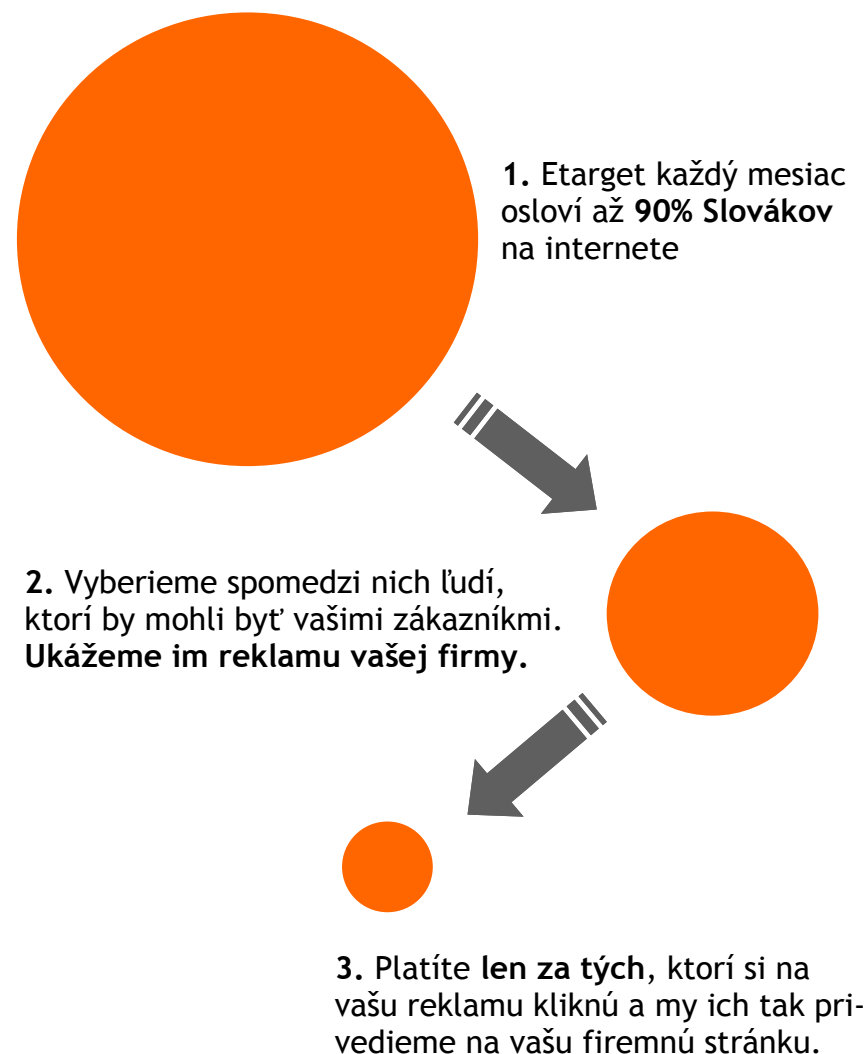 1. Etarget každý mesiac
osloví až 90% Slovákov
na internete
2. Vyberieme spomedzi nich ľudí,
ktorí by mohli byť vašimi zákazníkmi.
Ukážeme im reklamu vašej firmy.
3. Platíte len za tých, ktorí si na
vašu reklamu kliknú a my ich tak pri-
vedieme na vašu firemnú stránku.